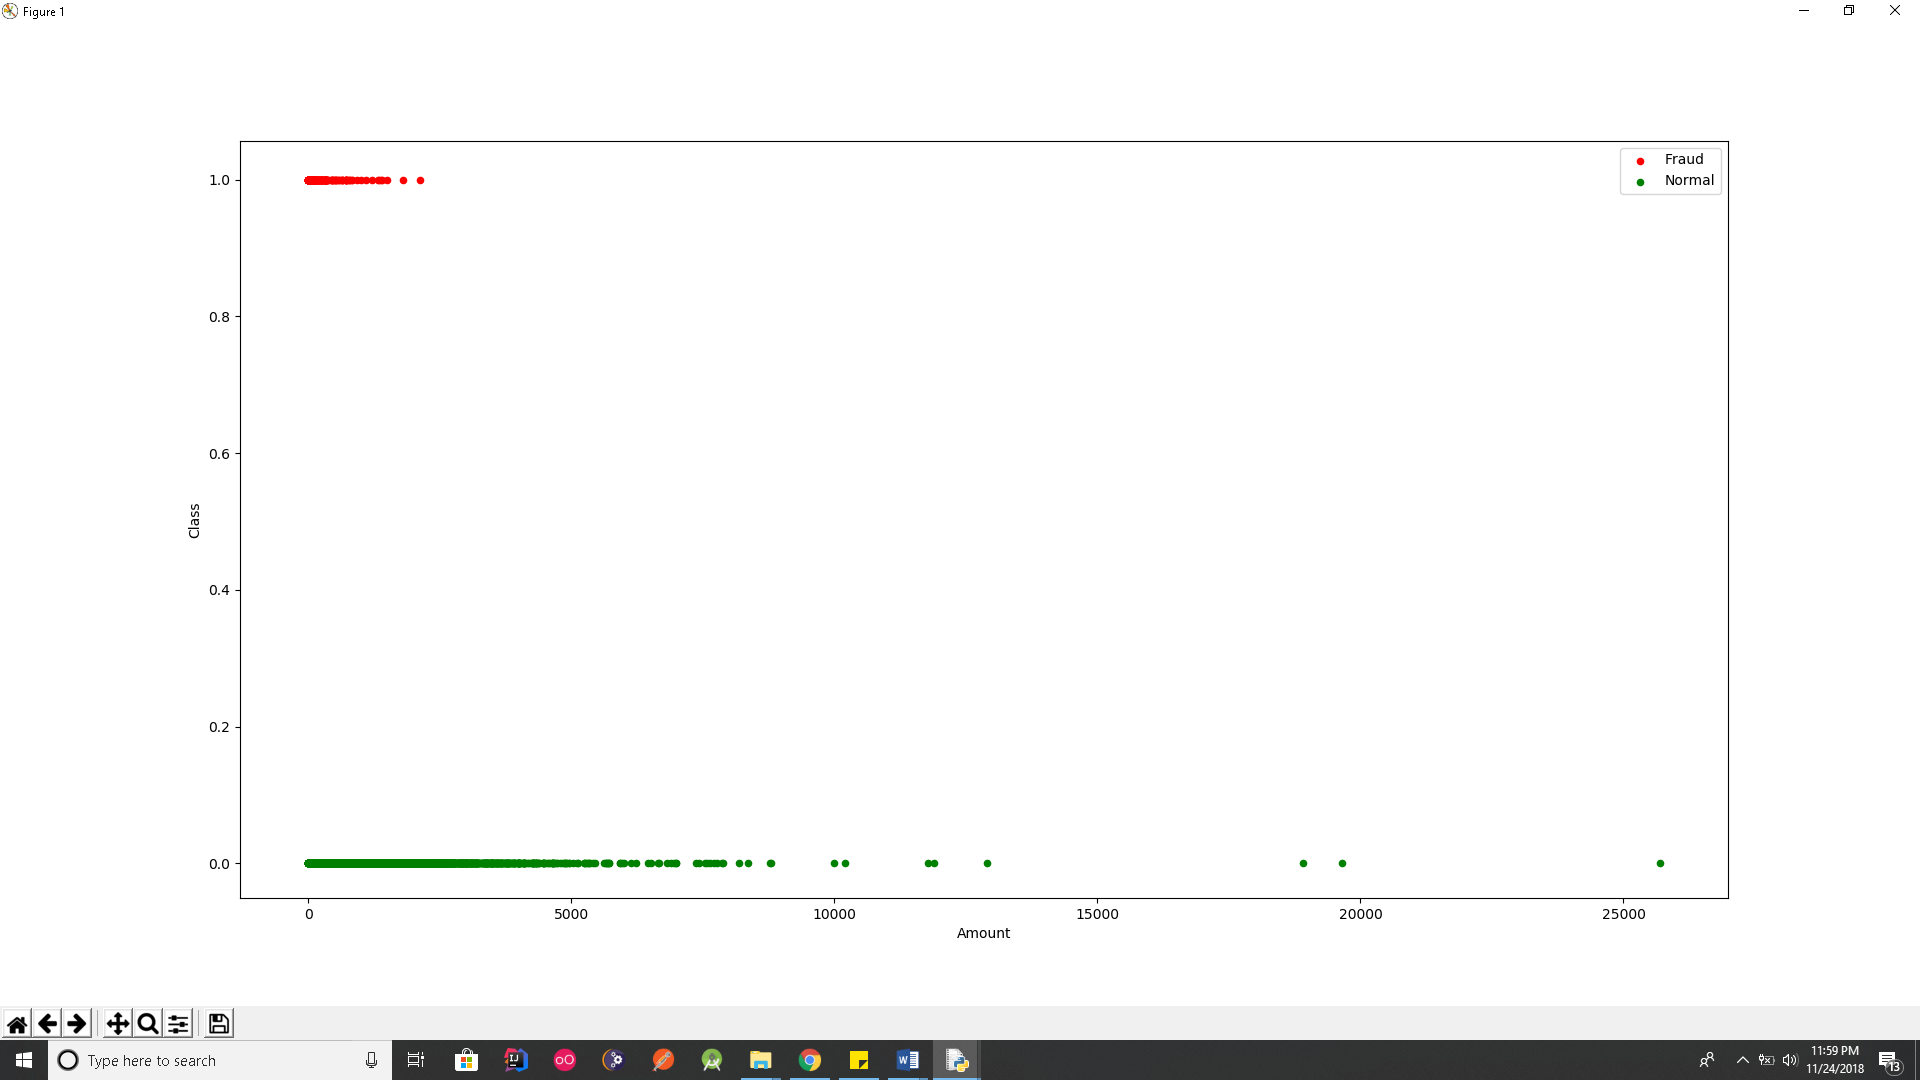 Figure 1
Fraud
Normal
1.0
0.8
0.6
0.4
0.2
0.0
Class
0 5000 10000 15000 20000 25000
Amount
Type here to search
11:59 PM
11/24/2018
13